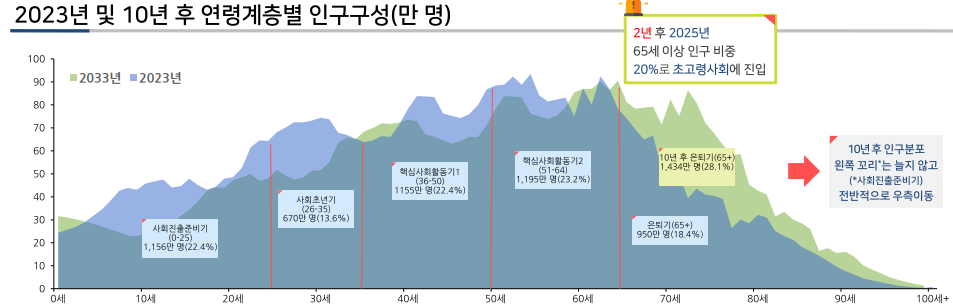 2023년 및 10년 후 연령계층별 인구구성(만 명)
2년 후 2025년
65세 이상 인구 비중
20%로 초고령사회에 진입
2033년 2023년
100
90
80
70
60
50
40
30
20
10
0
사회진출준비기
(0-25)
1,156만 명(22.4%)
사회초년기
(26-35)
670만 명(13.6%)
핵심사회활동기1
(36-50)
1155만 명(22.4%)
핵심사회활동기2
(51-64)
1,195만 명(23.2%)
10년 후 은퇴기(65+)
1,434만 명(28.1%)
은퇴기(65+)
950만 명(18.4%)
10년 후 인구분포
왼쪽 꼬리*는 늘지 않고
(*사회진출준비기)
전반적으로 우측이동
0세 10세 20세 30세 40세 50세 60세 70세 80세 90세 100세+